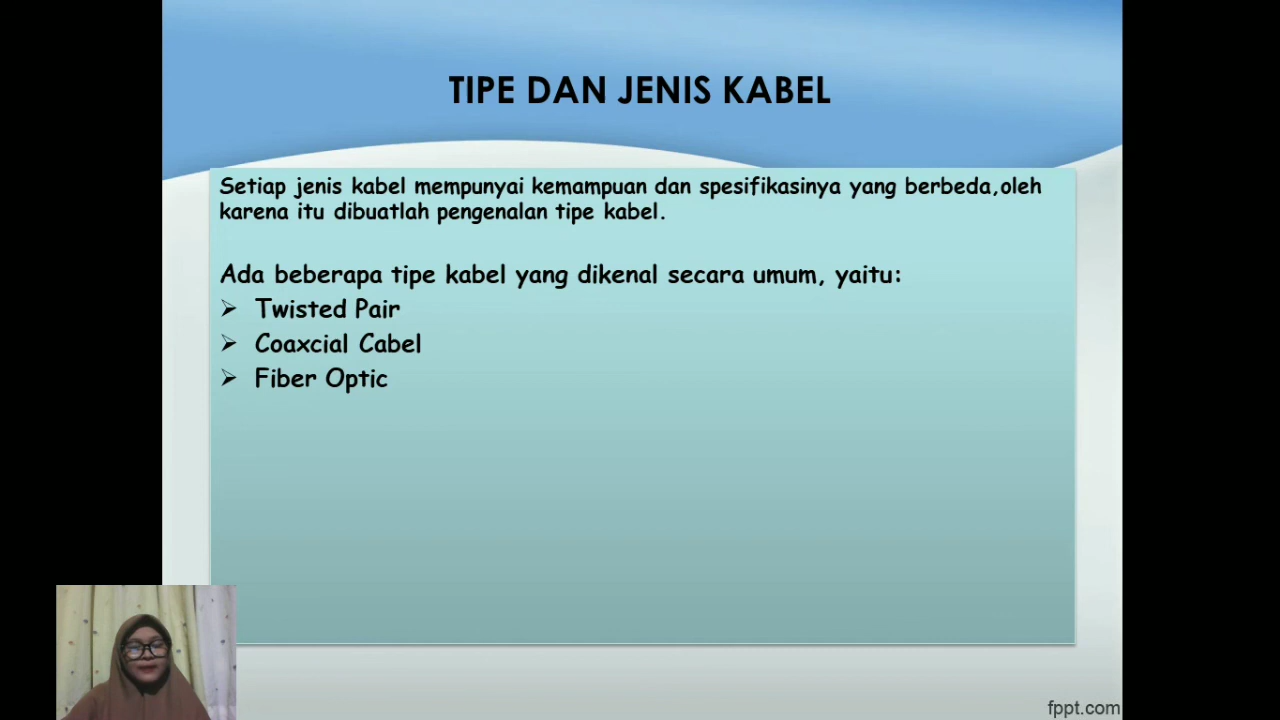 TIPE DAN JENIS KABEL
Setiap jenis kabel mempunyai kemampuan dan spesifikasinya yang berbeda,oleh
karena itu dibuatlah pengenalan tipe kabel.
Ada beberapa tipe kabel yang dikenal secara umum, yaitu:
➢ Twisted Pair
➢ Coaxcial Cabel
➢ Fiber Optic
fppt.com